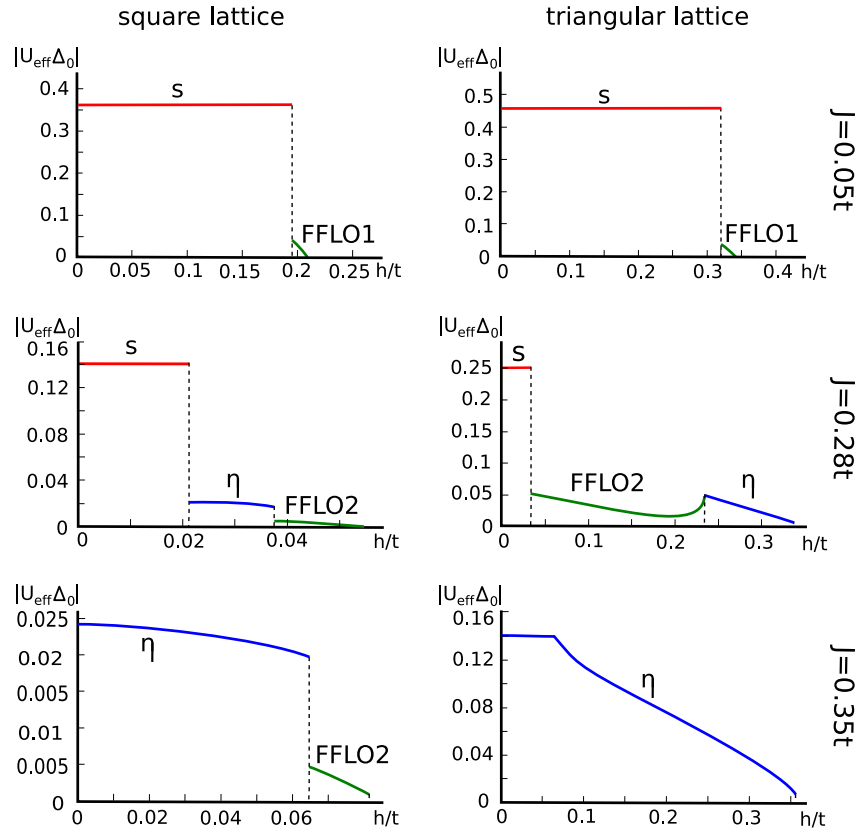 square lattice
triangular lattice
|U_eff Δ_0|
0.4
0.3
0.2
0.1
0
s
FFLO1
0 0.05 0.1 0.15 0.2 0.25 h/t
|U_eff Δ_0|
0.5
0.4
0.3
0.2
0.1
0
s
FFLO1
0 0.1 0.2 0.3 0.4 h/t
J=0.05t
|U_eff Δ_0|
0.16
0.12
0.08
0.04
0
s
η
FFLO2
0 0.02 0.04 h/t
|U_eff Δ_0|
0.25
0.2
0.15
0.1
0.05
0
s
FFLO2
η
0 0.1 0.2 0.3 h/t
J=0.28t
|U_eff Δ_0|
0.025
0.02
0.005
0.01
0.005
0
η
FFLO2
0 0.02 0.04 0.06 h/t
|U_eff Δ_0|
0.16
0.12
0.08
0.04
0
η
0 0.1 0.2 0.3 h/t
J=0.35t